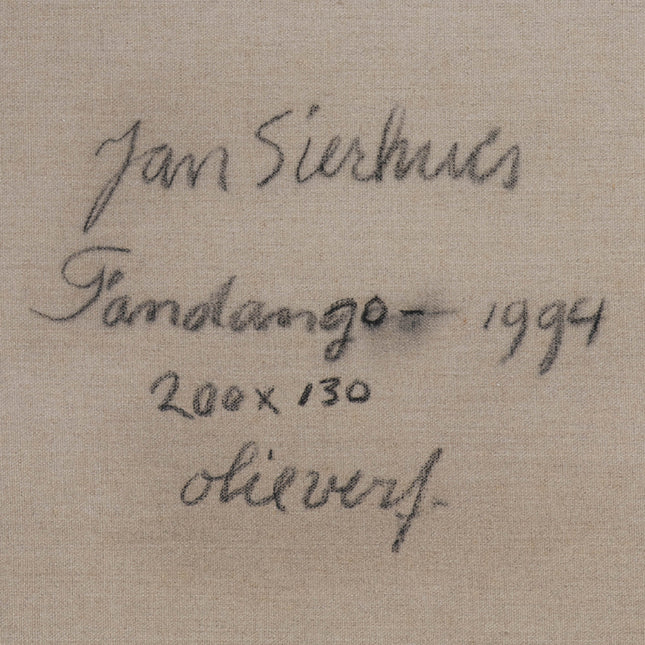 Jan Sierhuis
Fandango - 1994
200 x 130
olieverf